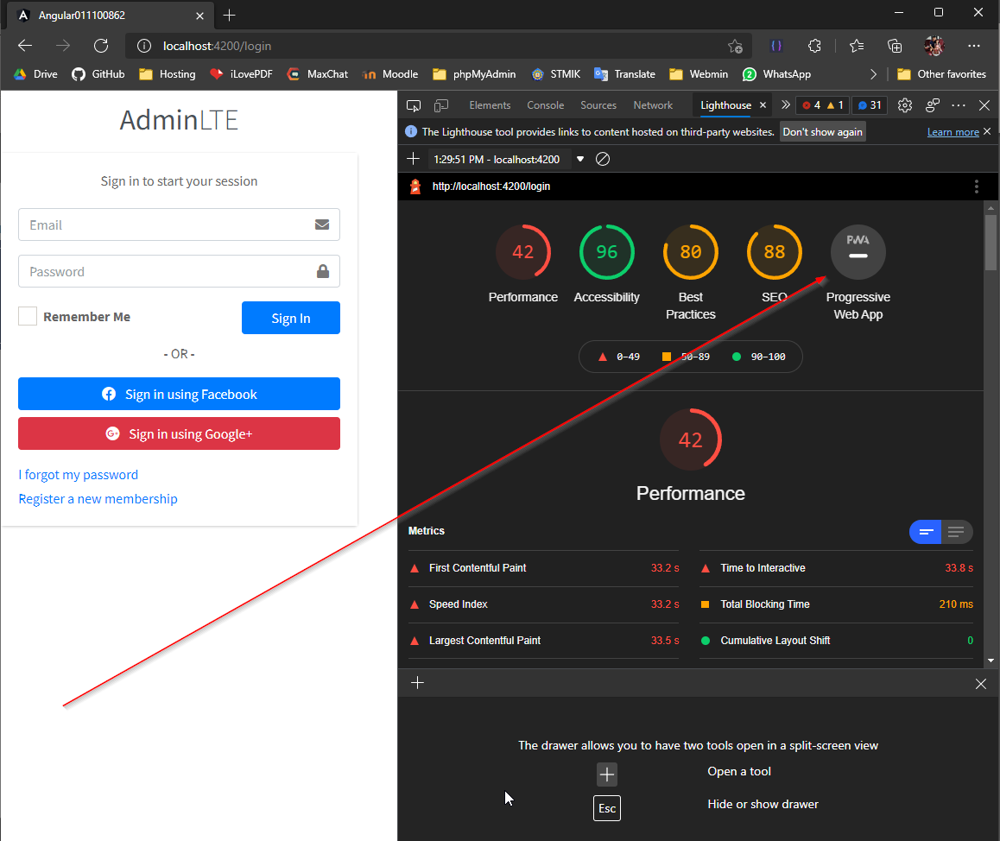 Angular011100862
localhost:4200/login
Drive GitHub Hosting iLovePDF MaxChat Moodle phpMyAdmin STMIK Translate Webmin WhatsApp Other favorites
AdminLTE
Sign in to start your session
Email
Password
Remember Me
Sign In
- OR -
Sign in using Facebook
Sign in using Google+
I forgot my password
Register a new membership
Elements Console Sources Network Lighthouse 4 1 31
The Lighthouse tool provides links to content hosted on third-party websites. Don't show again Learn more
1:29:51 PM - localhost:4200
http://localhost:4200/login
42 96 80 88 PWA
Performance Accessibility Best Practices SEO Progressive Web App
0–49 50–89 90–100
42
Performance
Metrics
First Contentful Paint 33.2 s Time to Interactive 33.8 s
Speed Index 33.2 s Total Blocking Time 210 ms
Largest Contentful Paint 33.5 s Cumulative Layout Shift 0
The drawer allows you to have two tools open in a split-screen view
Open a tool
Esc Hide or show drawer